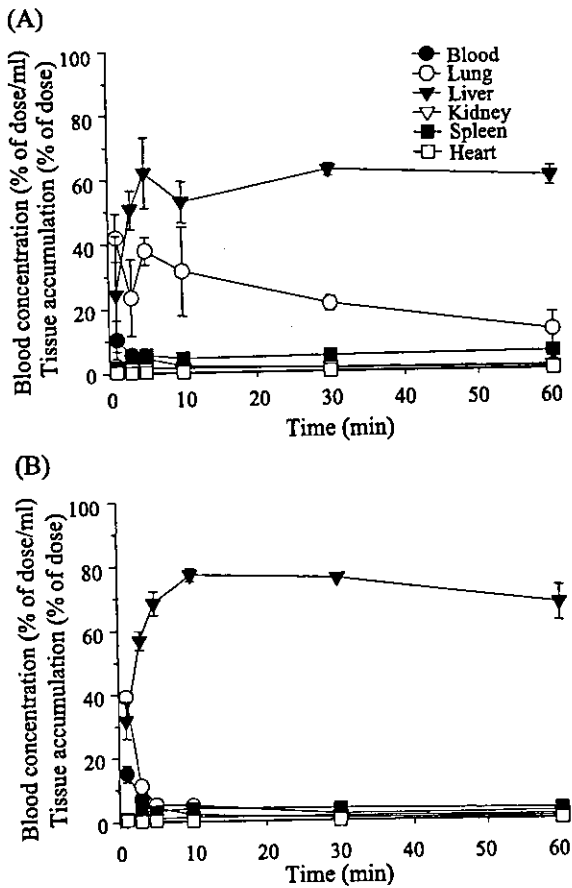 (A)
Blood concentration (% of dose/ml)
Tissue accumulation (% of dose)
100
80
60
40
20
0
Blood
Lung
Liver
Kidney
Spleen
Heart
0 10 20 30 40 50 60
Time (min)
(B)
Blood concentration (% of dose/ml)
Tissue accumulation (% of dose)
100
80
60
40
20
0
0 10 20 30 40 50 60
Time (min)